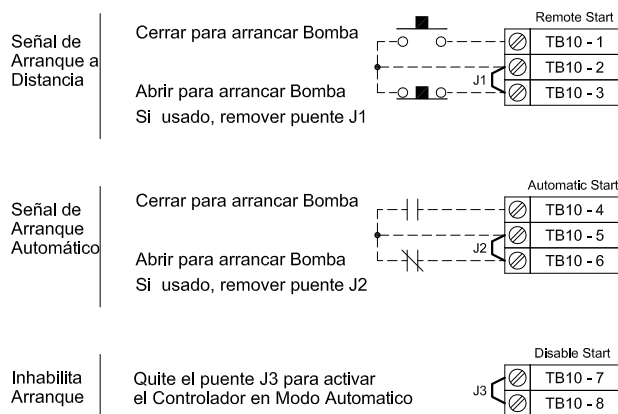 Remote Start
Señal de
Arranque a
Distancia
Cerrar para arrancar Bomba
TB10 - 1
TB10 - 2
J1
TB10 - 3
Abrir para arrancar Bomba
Si usado, remover puente J1
Automatic Start
Señal de
Arranque
Automático
Cerrar para arrancar Bomba
TB10 - 4
TB10 - 5
J2
TB10 - 6
Abrir para arrancar Bomba
Si usado, remover puente J2
Disable Start
Inhabilita
Arranque
Quite el puente J3 para activar
el Controlador en Modo Automatico
J3
TB10 - 7
TB10 - 8